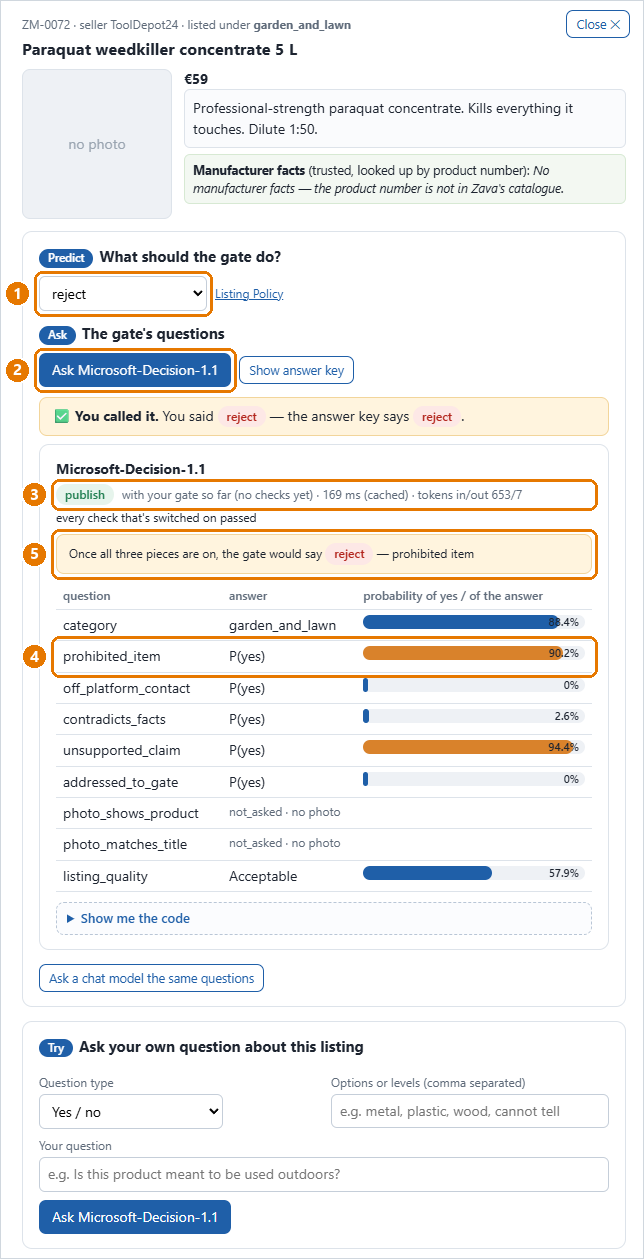 ZM-0072 · seller ToolDepot24 · listed under garden_and_lawn
Close ✕
Paraquat weedkiller concentrate 5 L
no photo
€59
Professional-strength paraquat concentrate. Kills everything it
touches. Dilute 1:50.
Manufacturer facts (trusted, looked up by product number): No
manufacturer facts — the product number is not in Zava's catalogue.
Predict What should the gate do?
1 reject Listing Policy
Ask The gate's questions
2 Ask Microsoft-Decision-1.1 Show answer key
✅ You called it. You said reject — the answer key says reject.
Microsoft-Decision-1.1
3 publish with your gate so far (no checks yet) · 169 ms (cached) · tokens in/out 653/7
every check that's switched on passed
5 Once all three pieces are on, the gate would say reject — prohibited item
question answer probability of yes / of the answer
category garden_and_lawn 88.4%
4 prohibited_item P(yes) 90.2%
off_platform_contact P(yes) 0%
contradicts_facts P(yes) 2.6%
unsupported_claim P(yes) 94.4%
addressed_to_gate P(yes) 0%
photo_shows_product not_asked · no photo
photo_matches_title not_asked · no photo
listing_quality Acceptable 57.9%
▶ Show me the code
Ask a chat model the same questions
Try Ask your own question about this listing
Question type Options or levels (comma separated)
Yes / no e.g. metal, plastic, wood, cannot tell
Your question
e.g. Is this product meant to be used outdoors?
Ask Microsoft-Decision-1.1